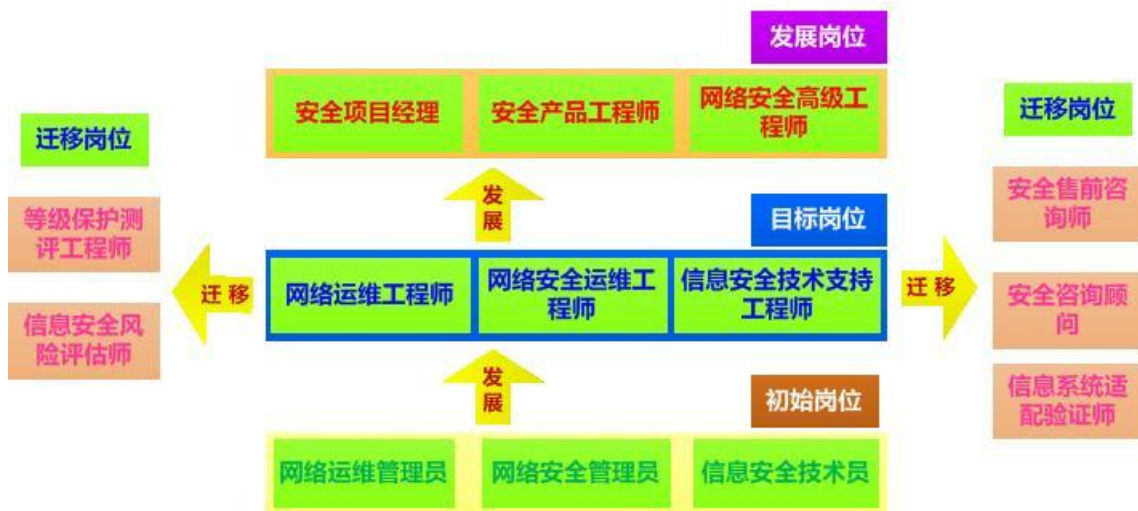 发展岗位
安全项目经理
安全产品工程师
网络安全高级工
程师
迁移岗位
等级保护测
评工程师
信息安全风
险评估师
迁移
发
展
目标岗位
网络运维工程师
网络安全运维工
程师
信息安全技术支持
工程师
迁移
迁移岗位
安全售前咨
询师
安全咨询顾
问
信息系统适
配验证师
发
展
初始岗位
网络运维管理员
网络安全管理员
信息安全技术员